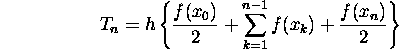 T_n = h \left\{ \frac{f(x_0)}{2} + \sum_{k=1}^{n-1} f(x_k) + \frac{f(x_n)}{2} \right\}